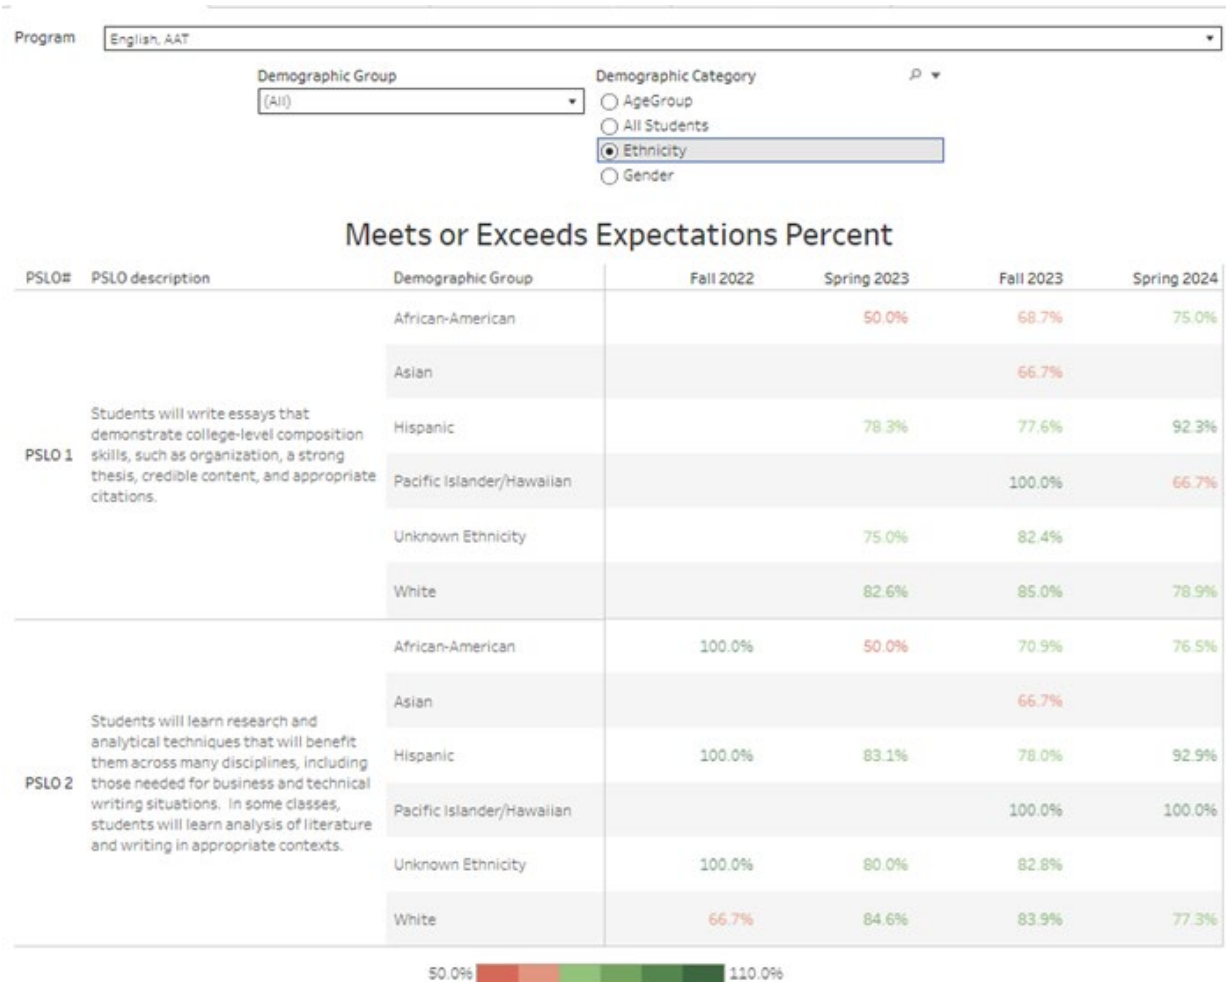 Program English, AAT
Demographic Group
(All)
Demographic Category
AgeGroup
All Students
Ethnicity
Gender
Meets or Exceeds Expectations Percent
PSLO# PSLO description Demographic Group Fall 2022 Spring 2023 Fall 2023 Spring 2024
PSLO 1
Students will write essays that
demonstrate college-level composition
skills, such as organization, a strong
thesis, credible content, and appropriate
citations.
African-American 50.0% 68.7% 75.0%
Asian 66.7%
Hispanic 78.3% 77.6% 92.3%
Pacific Islander/Hawaiian 100.0% 66.7%
Unknown Ethnicity 75.0% 82.4%
White 82.6% 85.0% 78.9%
PSLO 2
Students will learn research and
analytical techniques that will benefit
them across many disciplines, including
those needed for business and technical
writing situations. In some classes,
students will learn analysis of literature
and writing in appropriate contexts.
African-American 100.0% 50.0% 70.9% 76.5%
Asian 66.7%
Hispanic 100.0% 83.1% 78.0% 92.9%
Pacific Islander/Hawaiian 100.0% 100.0%
Unknown Ethnicity 100.0% 80.0% 82.8%
White 66.7% 84.6% 83.9% 77.3%
50.0% 110.0%